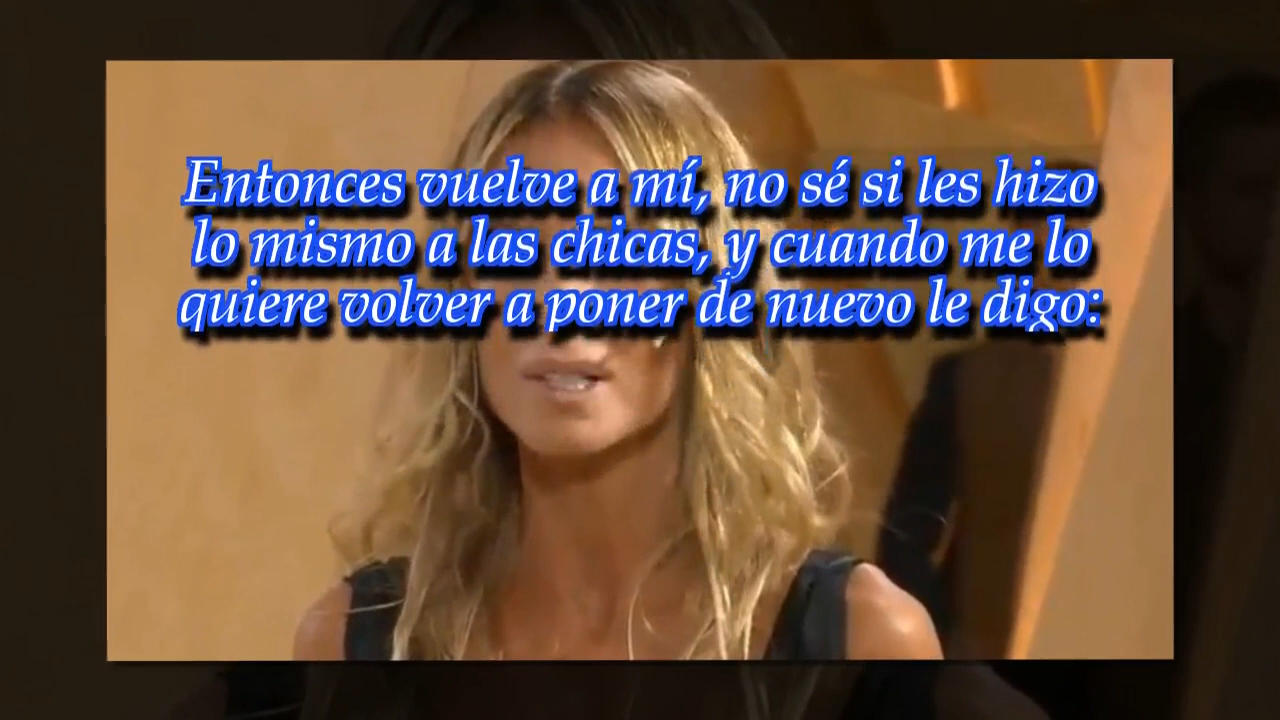 Entonces vuelve a mí, no sé si les hizo
lo mismo a las chicas, y cuando me lo
quiere volver a poner de nuevo le digo: